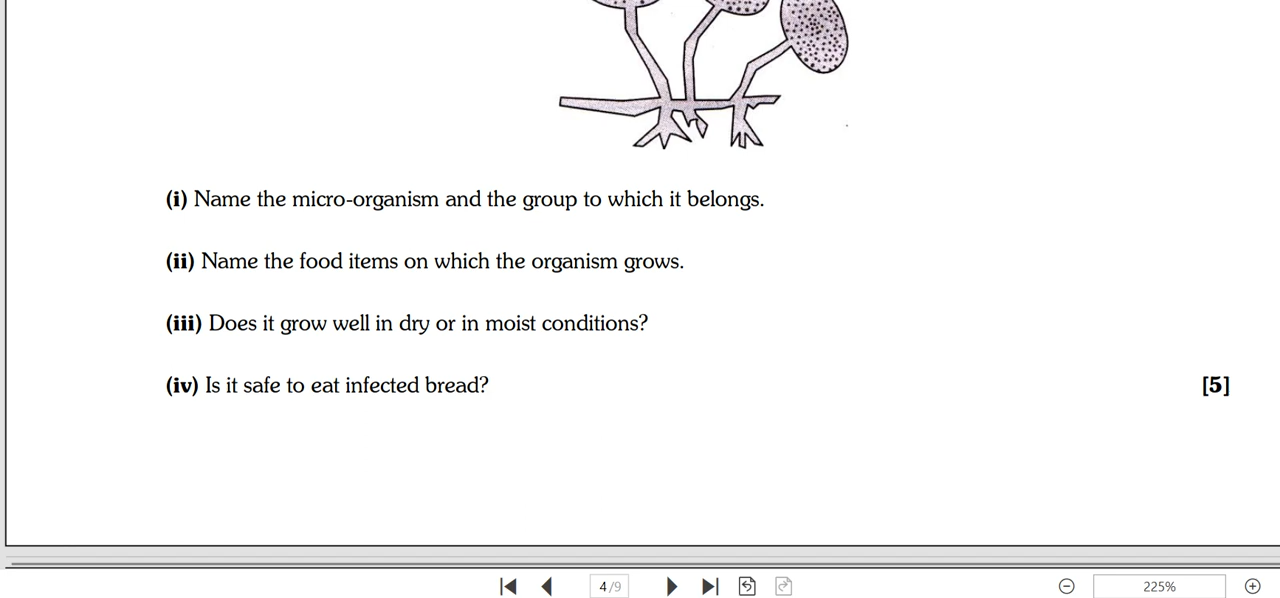 (i) Name the micro-organism and the group to which it belongs.
(ii) Name the food items on which the organism grows.
(iii) Does it grow well in dry or in moist conditions?
(iv) Is it safe to eat infected bread? [5]
4 /9 225%